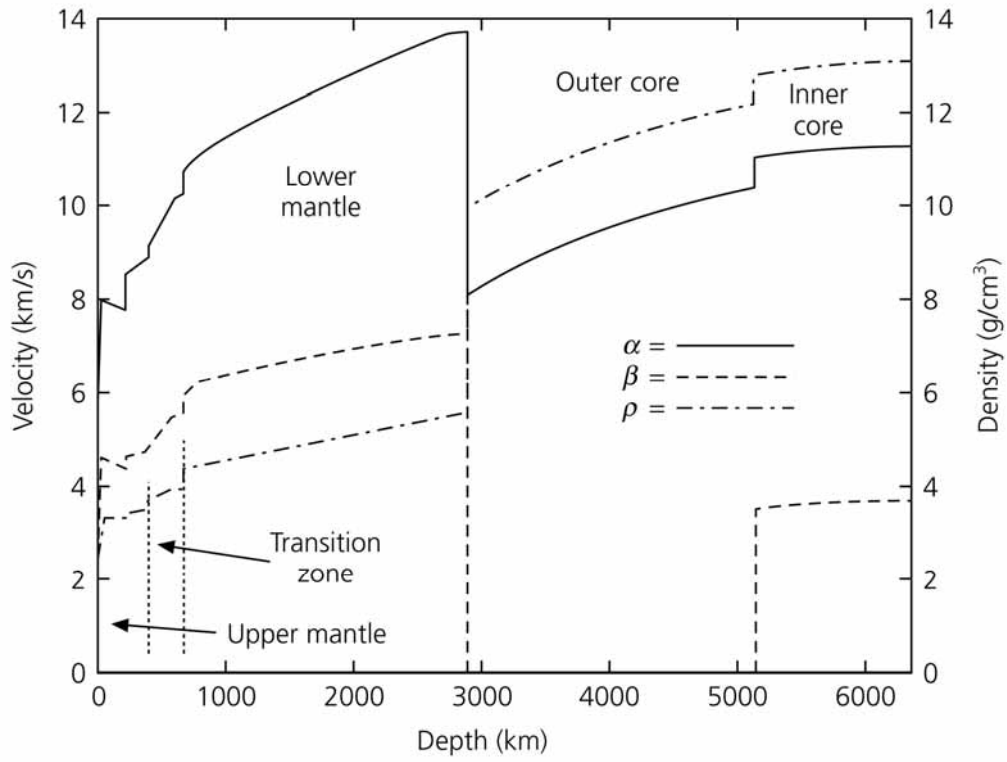 14
12
10
8
6
4
2
0
Velocity (km/s)
14
12
10
8
6
4
2
0
Density (g/cm³)
Outer core
Inner
core
Lower
mantle
α =
β =
ρ =
Transition
zone
Upper mantle
0 1000 2000 3000 4000 5000 6000
Depth (km)